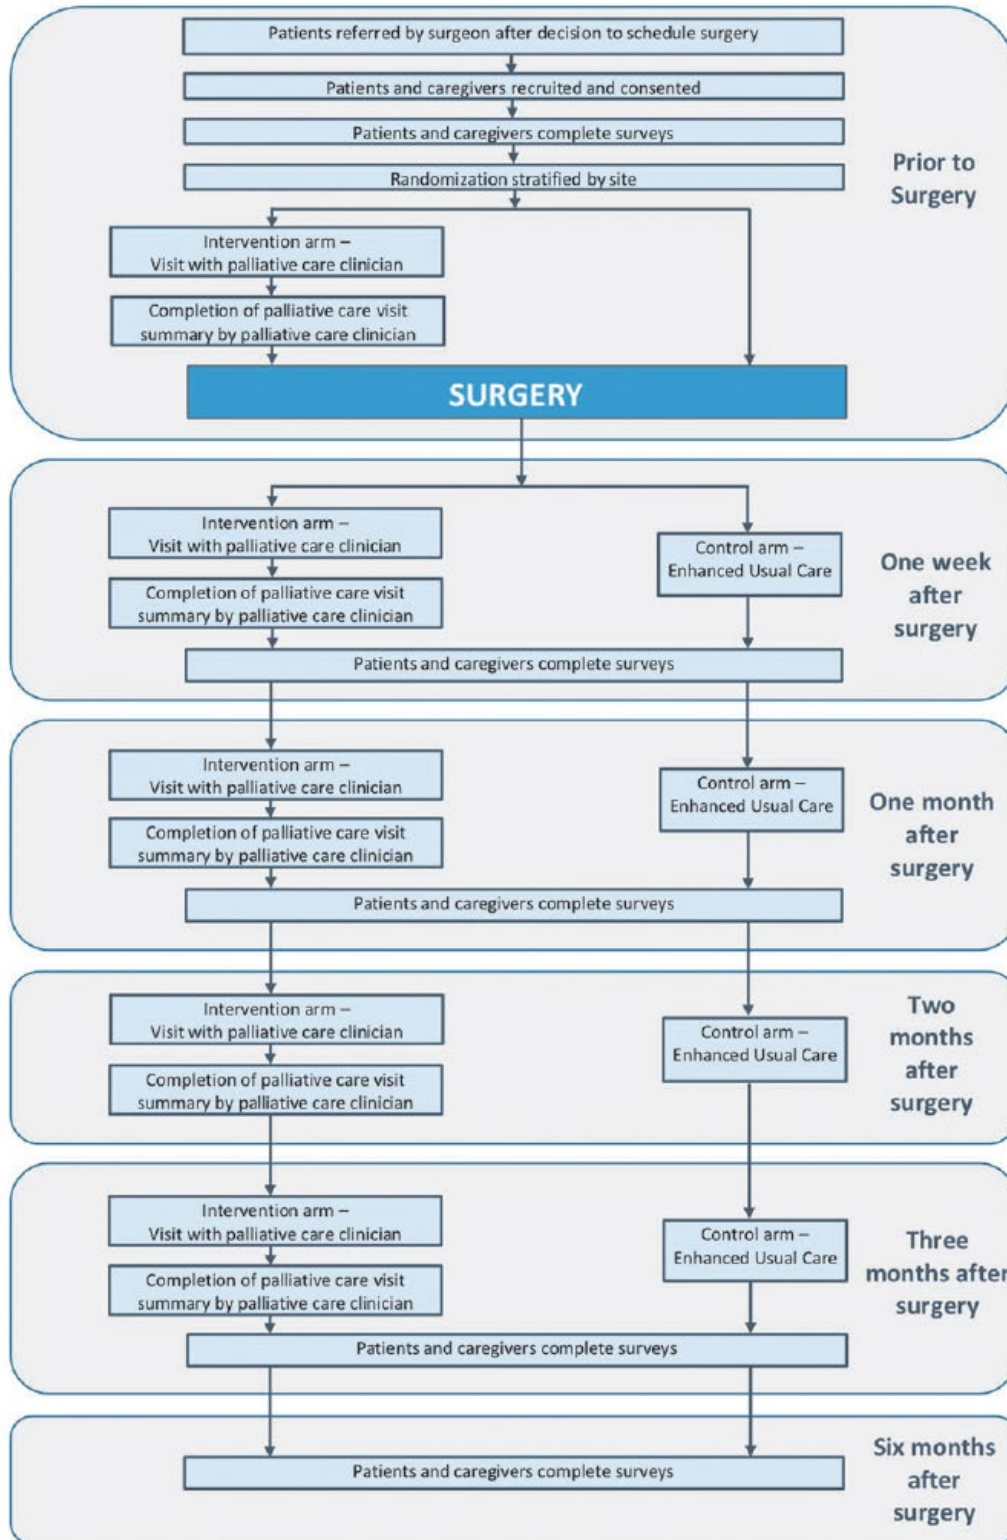 Patients referred by surgeon after decision to schedule surgery
Patients and caregivers recruited and consented
Patients and caregivers complete surveys
Randomization stratified by site
Prior to
Surgery
Intervention arm –
Visit with palliative care clinician
Completion of palliative care visit
summary by palliative care clinician
SURGERY
Intervention arm –
Visit with palliative care clinician
Completion of palliative care visit
summary by palliative care clinician
Control arm –
Enhanced Usual Care
Patients and caregivers complete surveys
One week
after
surgery
Intervention arm –
Visit with palliative care clinician
Completion of palliative care visit
summary by palliative care clinician
Control arm –
Enhanced Usual Care
Patients and caregivers complete surveys
One month
after
surgery
Intervention arm –
Visit with palliative care clinician
Completion of palliative care visit
summary by palliative care clinician
Control arm –
Enhanced Usual Care
Two
months
after
surgery
Intervention arm –
Visit with palliative care clinician
Completion of palliative care visit
summary by palliative care clinician
Control arm –
Enhanced Usual Care
Patients and caregivers complete surveys
Three
months after
surgery
Patients and caregivers complete surveys
Six months
after
surgery